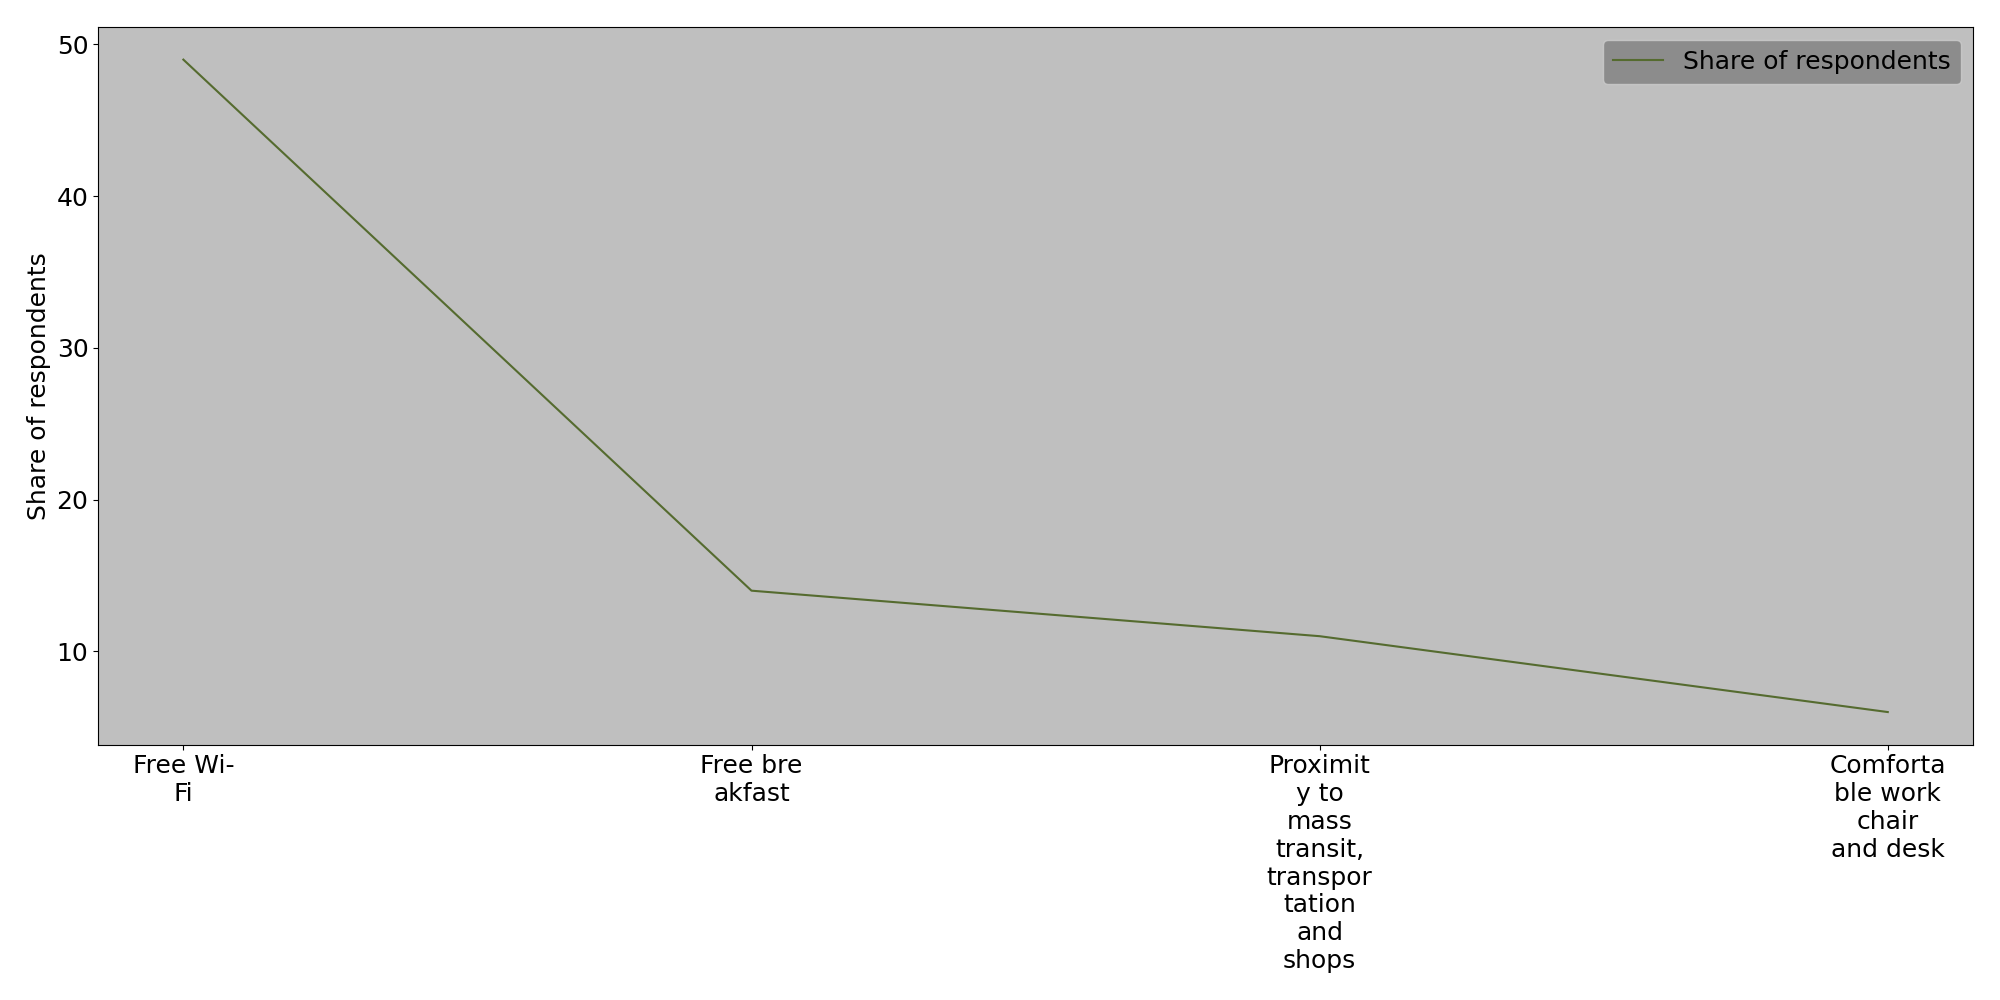 50
40
30
20
10
Share of respondents
Share of respondents
Free Wi-
Fi
Free bre
akfast
Proximit
y to
mass
transit,
transpor
tation
and
shops
Comforta
ble work
chair
and desk